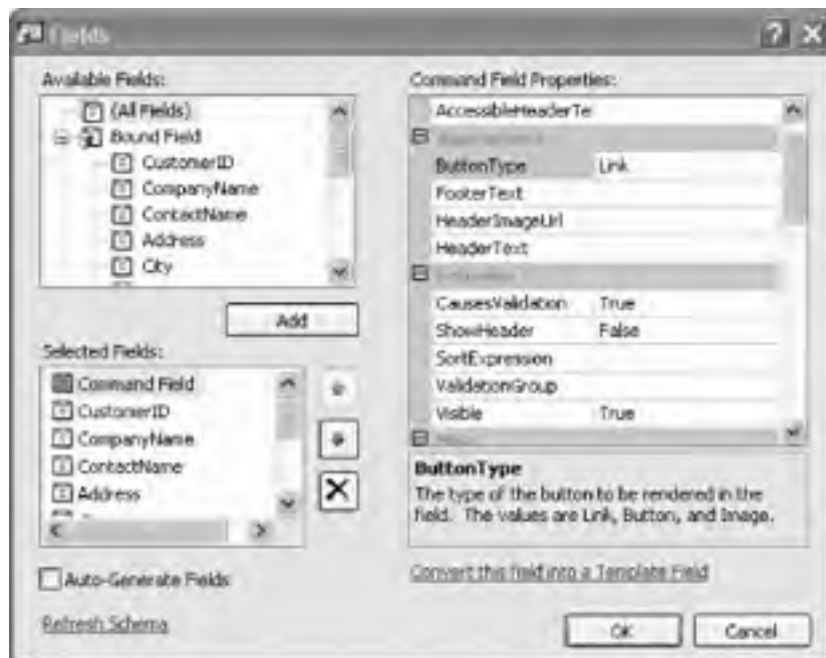 Fields
Available Fields:
(All Fields)
Bound Field
CustomerID
CompanyName
ContactName
Address
City
Add
Selected Fields:
Command Field
CustomerID
CompanyName
ContactName
Address
Auto-Generate Fields
Refresh Schema
Command Field Properties:
AccessibleHeaderTe
ButtonType Link
FooterText
HeaderImageUrl
HeaderText
CausesValidation True
ShowHeader False
SortExpression
ValidationGroup
Visible True
ButtonType
The type of the button to be rendered in the
field. The values are Link, Button, and Image.
Convert this field into a Template Field
OK Cancel